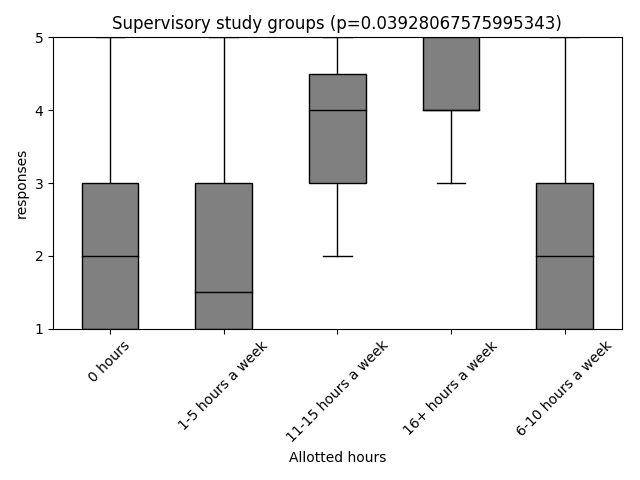 Supervisory study groups (p=0.03928067575995343)
5
4
3
2
1
responses
0 hours
1-5 hours a week
11-15 hours a week
16+ hours a week
6-10 hours a week
Allotted hours